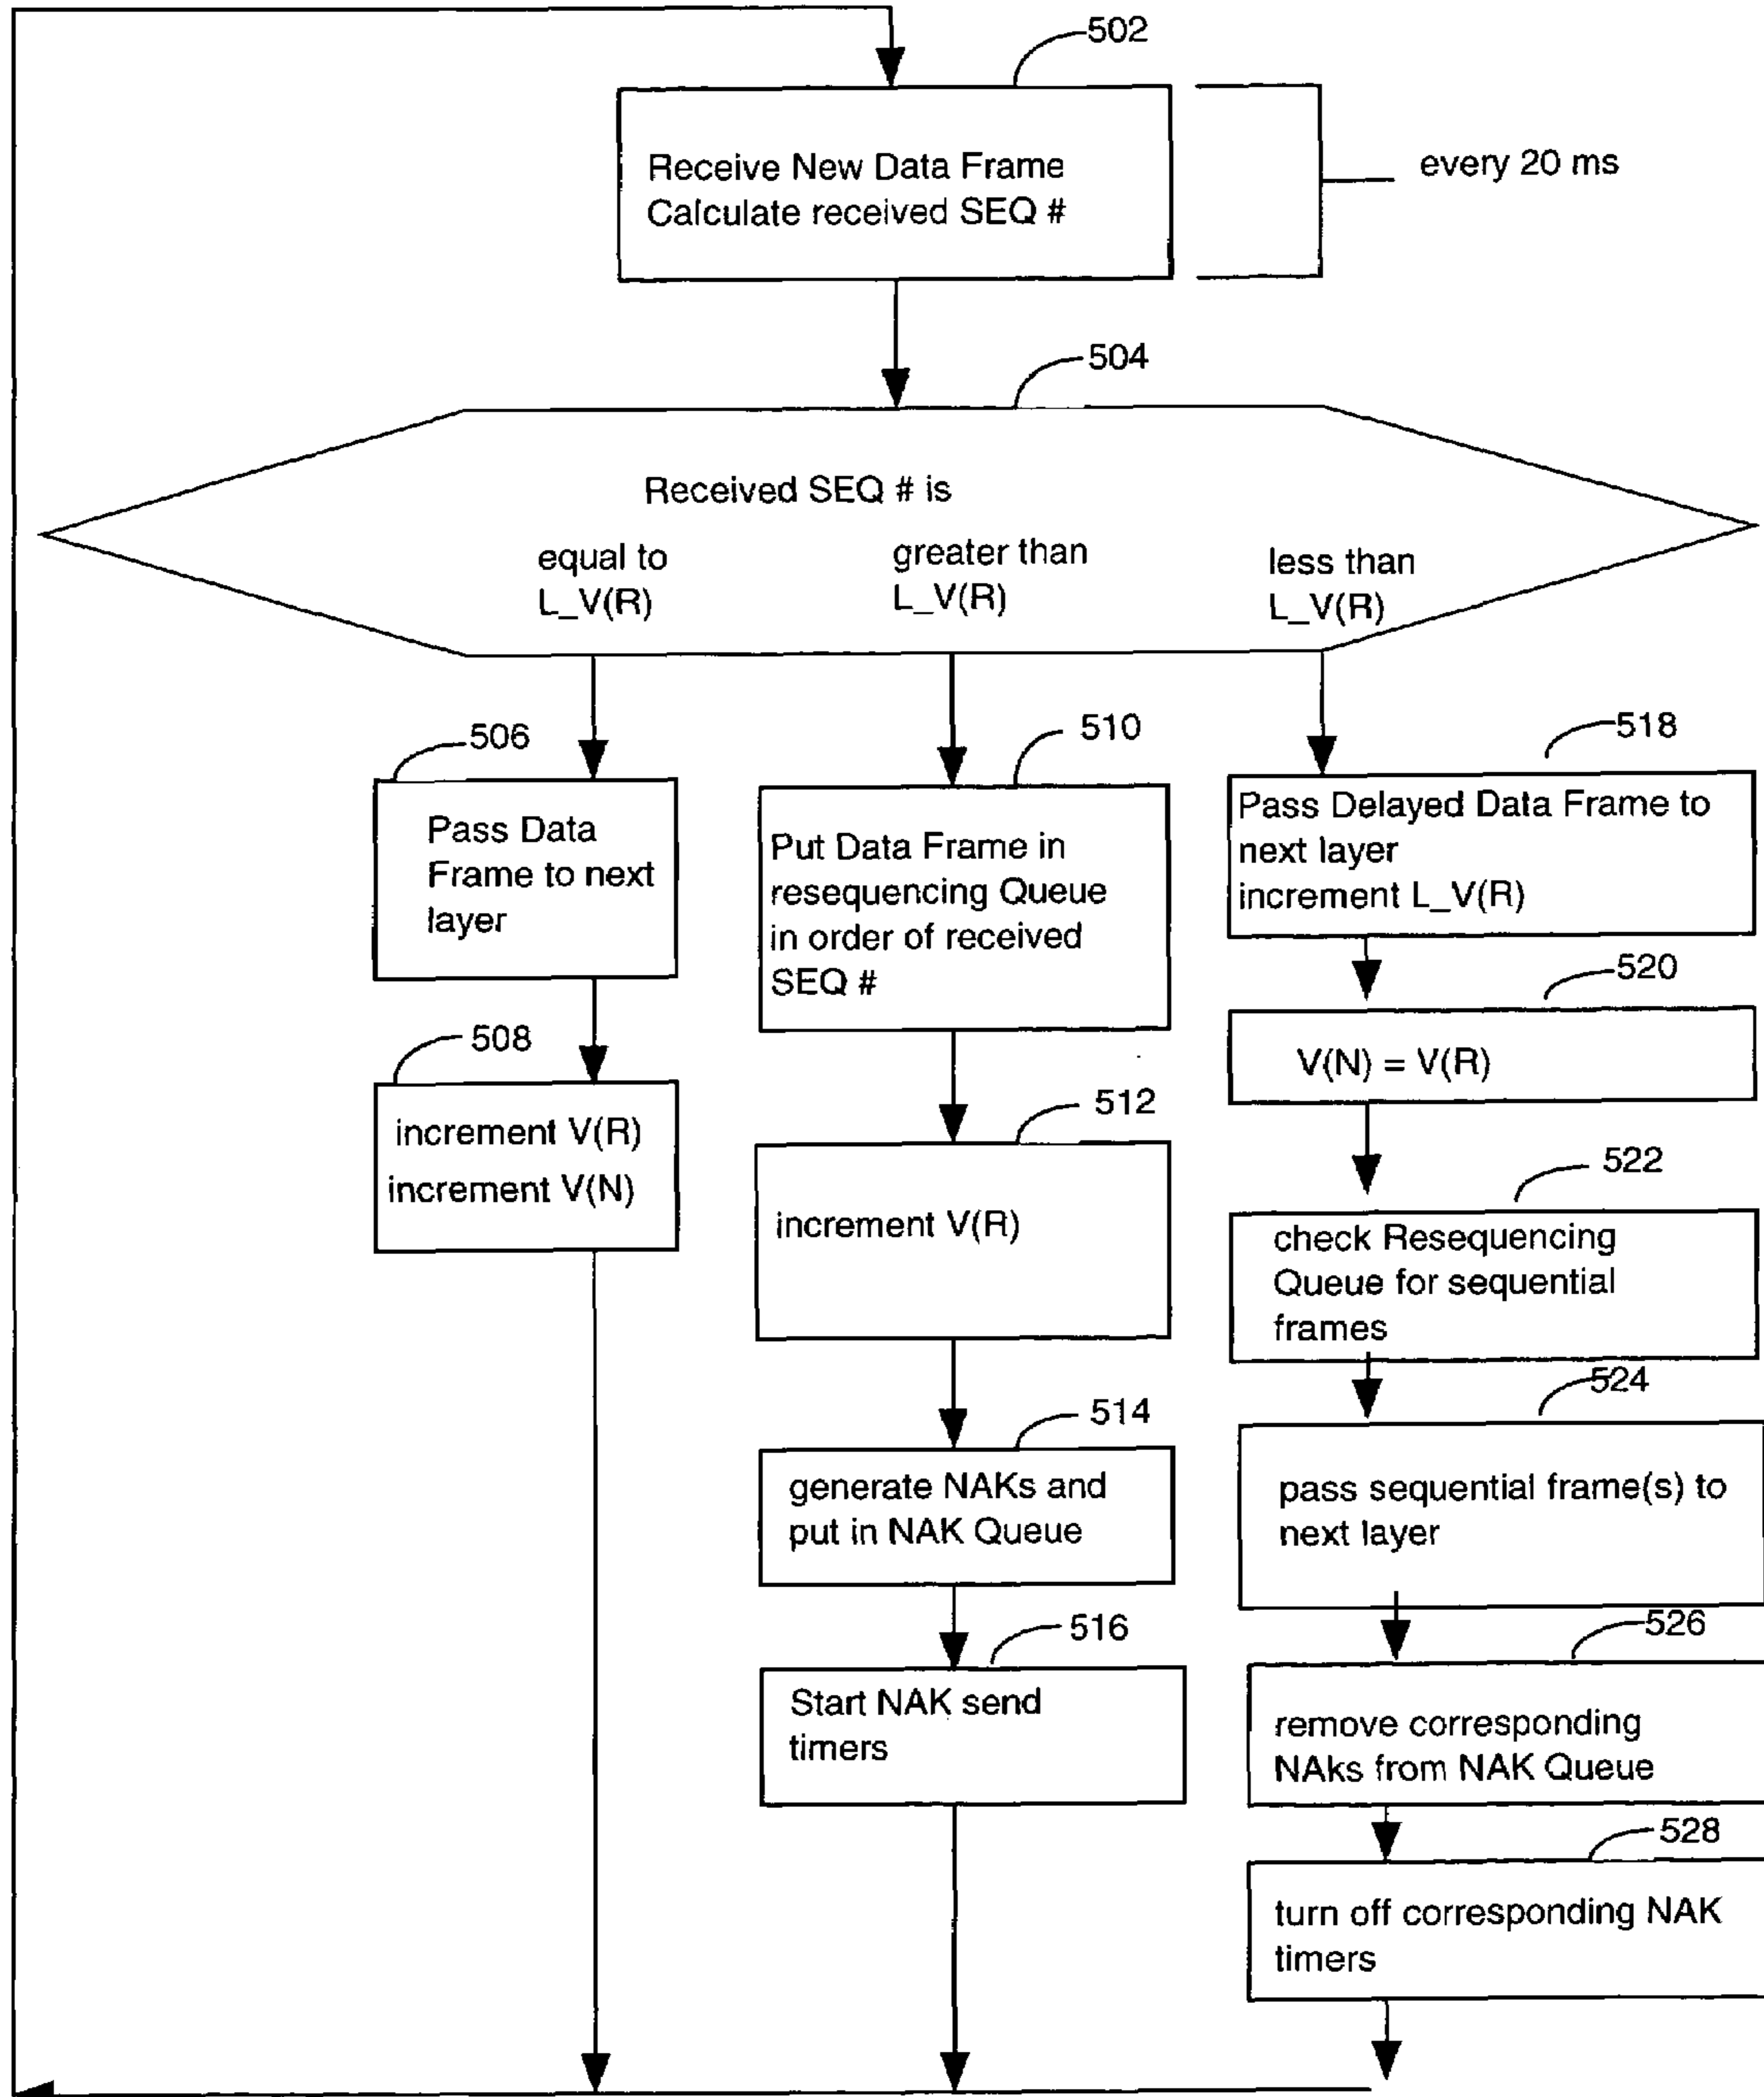 502
Receive New Data Frame
Calculate received SEQ #
every 20 ms
504
Received SEQ # is
equal to
L_V(R)
greater than
L_V(R)
less than
L_V(R)
506
Pass Data
Frame to next
layer
508
increment V(R)
increment V(N)
510
Put Data Frame in
resequencing Queue
in order of received
SEQ #
512
increment V(R)
514
generate NAKs and
put in NAK Queue
516
Start NAK send
timers
518
Pass Delayed Data Frame to
next layer
increment L_V(R)
520
V(N) = V(R)
522
check Resequencing
Queue for sequential
frames
524
pass sequential frame(s) to
next layer
526
remove corresponding
NAks from NAK Queue
528
turn off corresponding NAK
timers